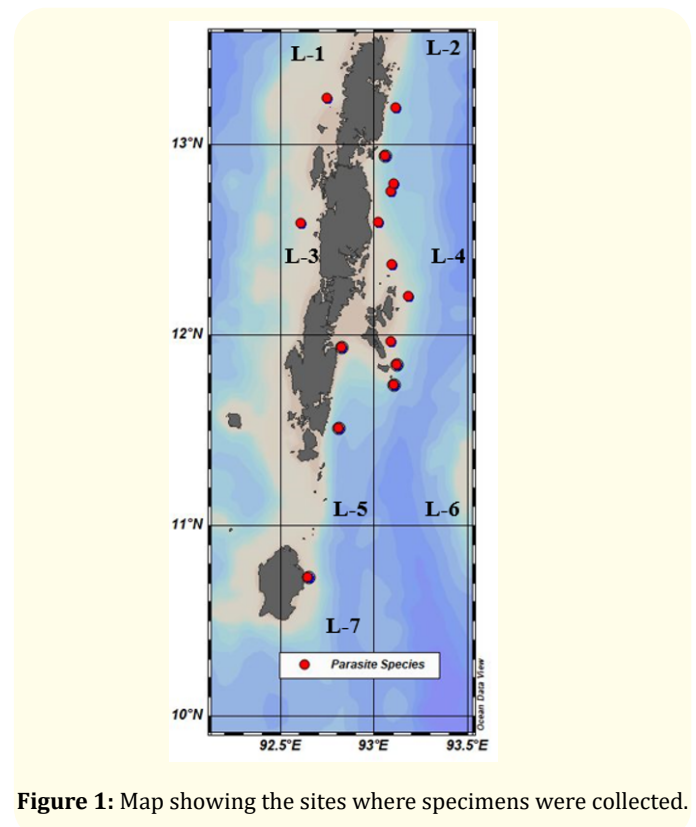 L-1
L-2
13°N
L-3
L-4
12°N
L-5
L-6
11°N
L-7
Parasite Species
10°N
92.5°E
93°E
93.5°E
Ocean Data View
Figure 1: Map showing the sites where specimens were collected.